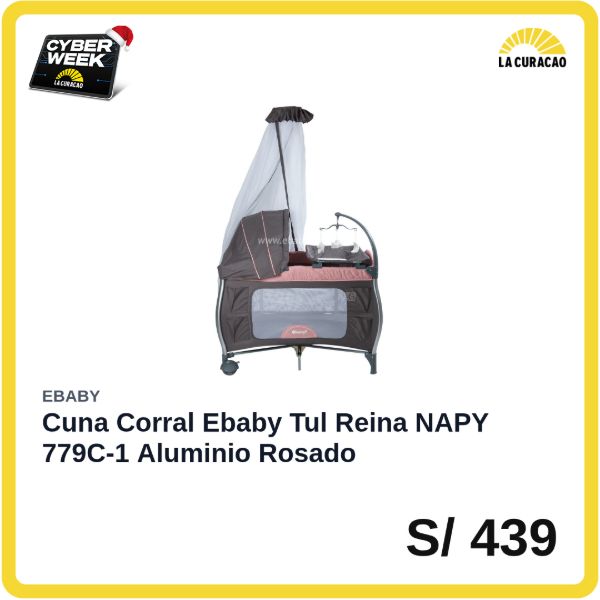 CYBER
WEEK
LA CURACAO
LA CURACAO
EBABY
Cuna Corral Ebaby Tul Reina NAPY
779C-1 Aluminio Rosado
S/ 439